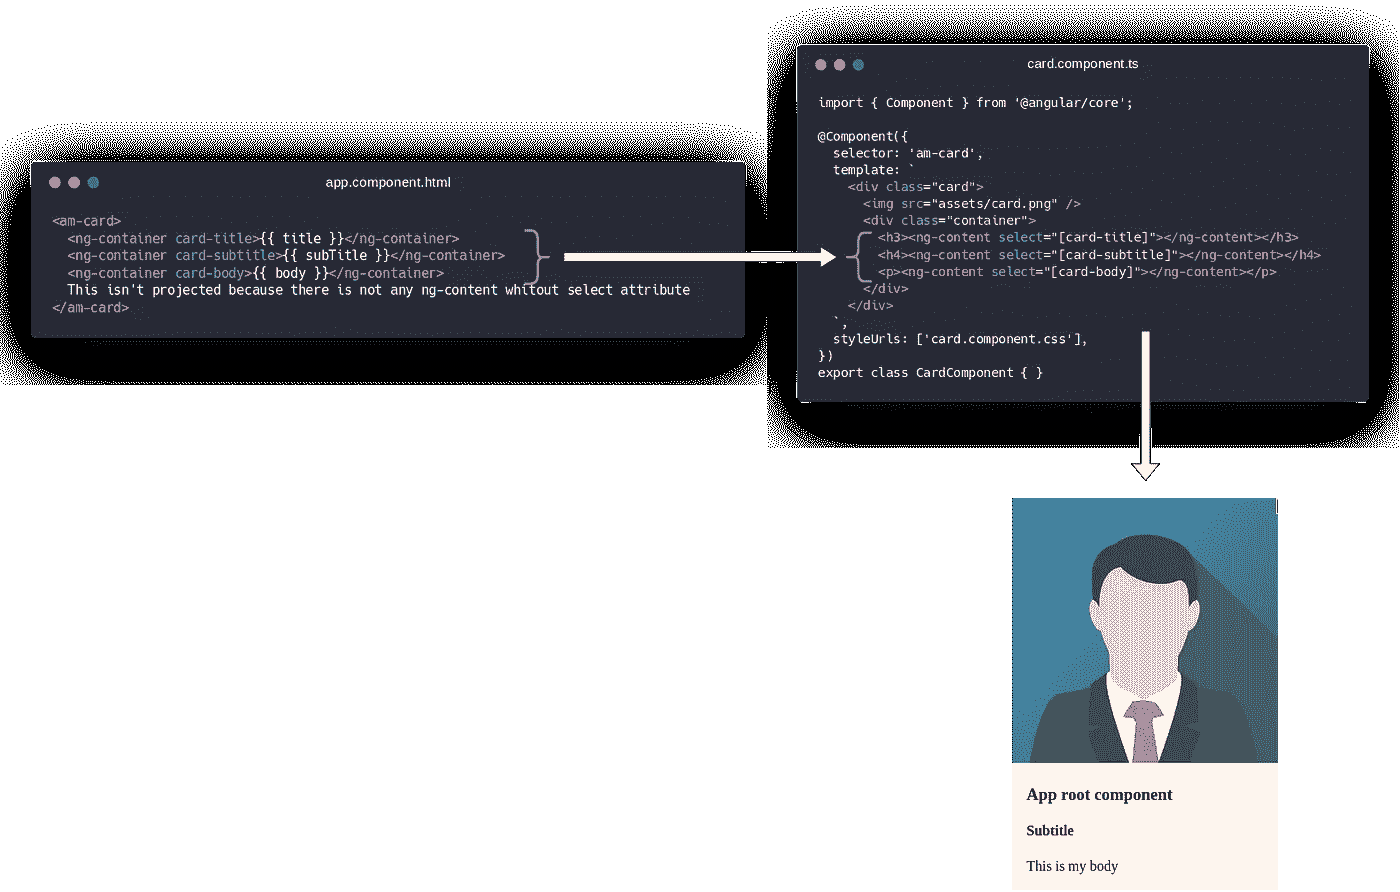 app.component.html
<am-card>
<ng-container card-title>{{ title }}</ng-container>
<ng-container card-subtitle>{{ subTitle }}</ng-container>
<ng-container card-body>{{ body }}</ng-container>
This isn't projected because there is not any ng-content whitout select attribute
</am-card>
card.component.ts
import { Component } from '@angular/core';
@Component({
selector: 'am-card',
template: `
<div class="card">
<img src="assets/card.png" />
<div class="container">
<h3><ng-content select="[card-title]"></ng-content></h3>
<h4><ng-content select="[card-subtitle]"></ng-content></h4>
<p><ng-content select="[card-body]"></ng-content></p>
</div>
</div>
`,
styleUrls: ['card.component.css'],
})
export class CardComponent { }
App root component
Subtitle
This is my body